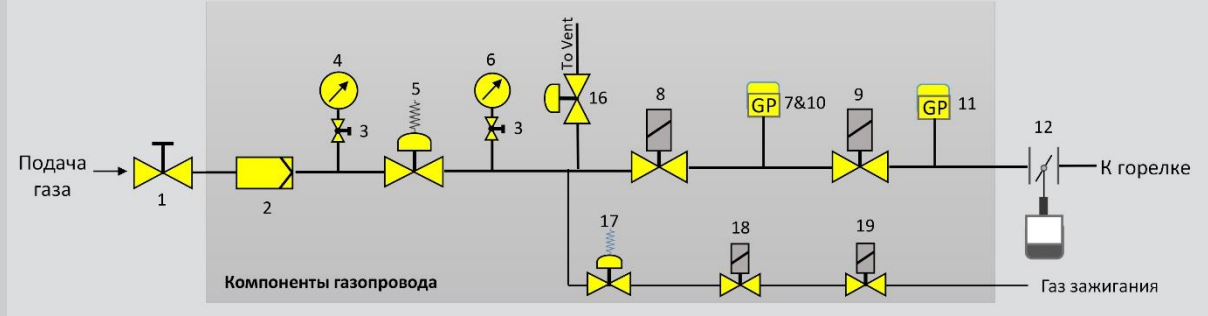 To Vent
4
6
5
16
8
GP
7&10
9
GP
11
3
3
12
Подача
газа
К горелке
1
2
17
18
19
Компоненты газопровода
Газ зажигания